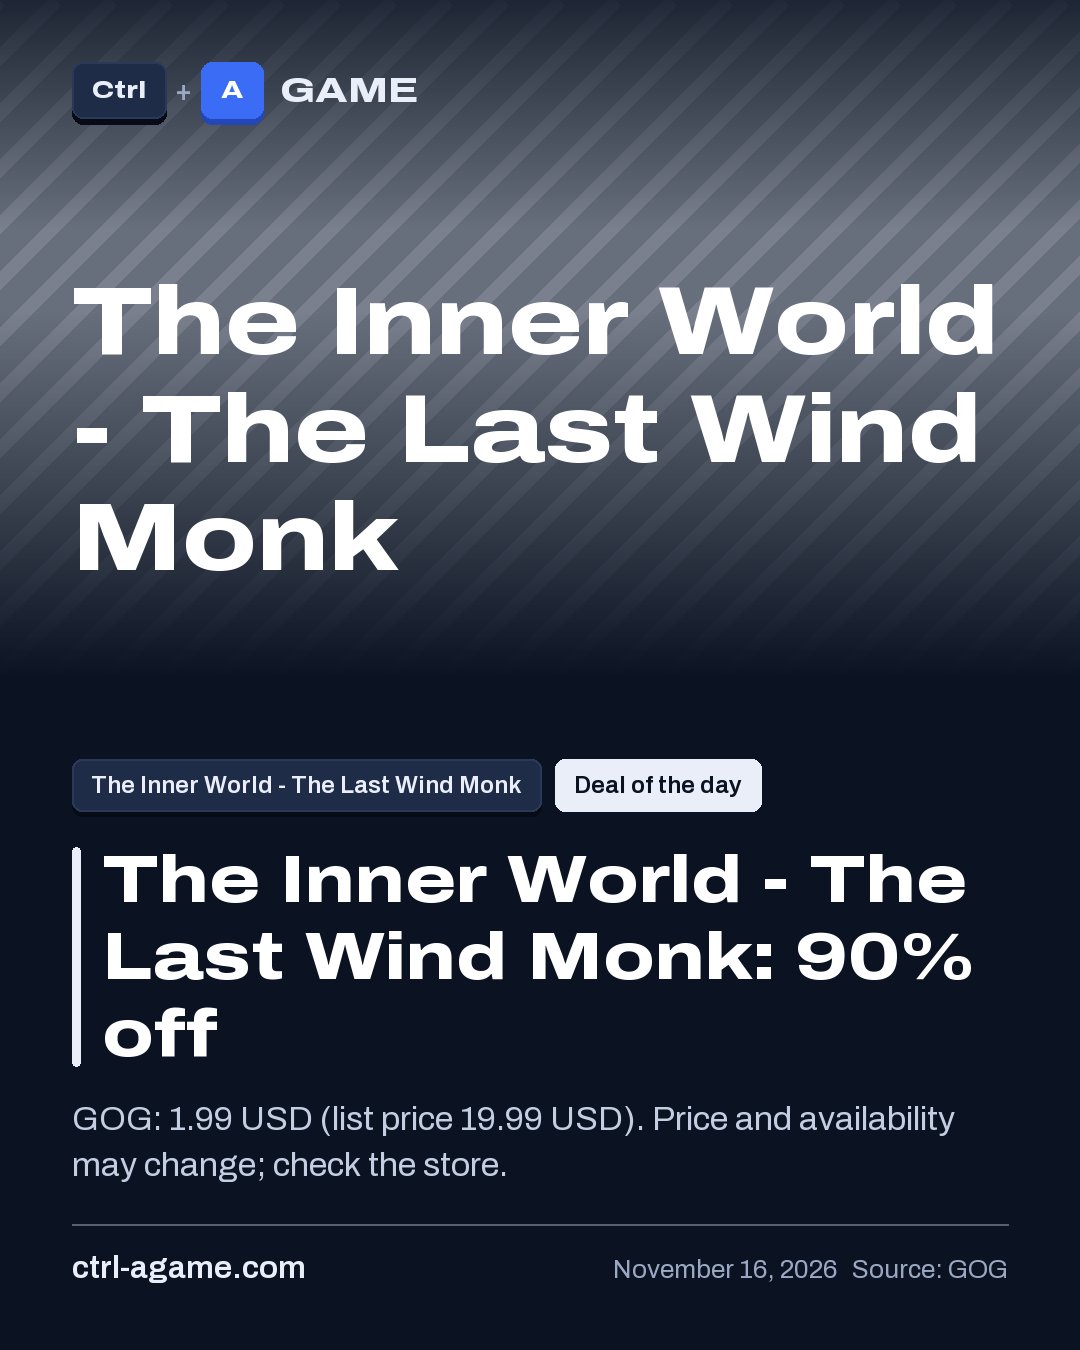 Ctrl + A GAME
The Inner World
- The Last Wind
Monk
The Inner World - The Last Wind Monk Deal of the day
The Inner World - The
Last Wind Monk: 90%
off
GOG: 1.99 USD (list price 19.99 USD). Price and availability
may change; check the store.
ctrl-agame.com November 16, 2026 Source: GOG